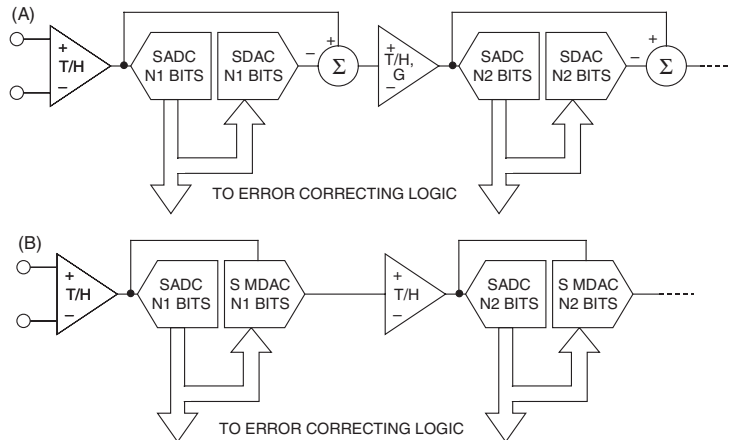 (A)
+
T/H
−
SADC
N1 BITS
SDAC
N1 BITS
−
+
Σ
+
T/H,
G
−
SADC
N2 BITS
SDAC
N2 BITS
−
+
Σ
TO ERROR CORRECTING LOGIC
(B)
+
T/H
−
SADC
N1 BITS
S MDAC
N1 BITS
+
T/H
−
SADC
N2 BITS
S MDAC
N2 BITS
TO ERROR CORRECTING LOGIC